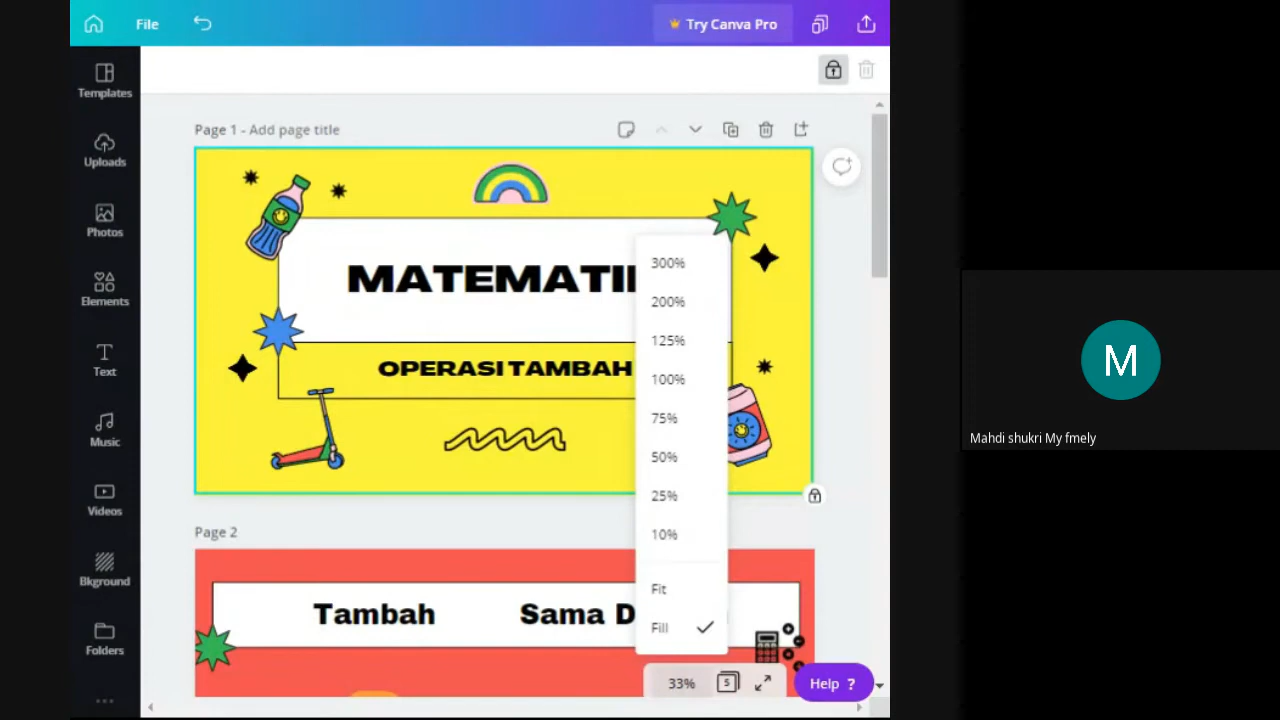 File
Try Canva Pro
Templates
Uploads
Photos
Elements
Text
Music
Videos
Bkground
Folders
Page 1 - Add page title
OPERASI TAMBAH
300%
200%
125%
100%
75%
50%
25%
10%
Fit
Fill
Page 2
Tambah Sama
33%
5
Help ?
M
Mahdi shukri My fmely